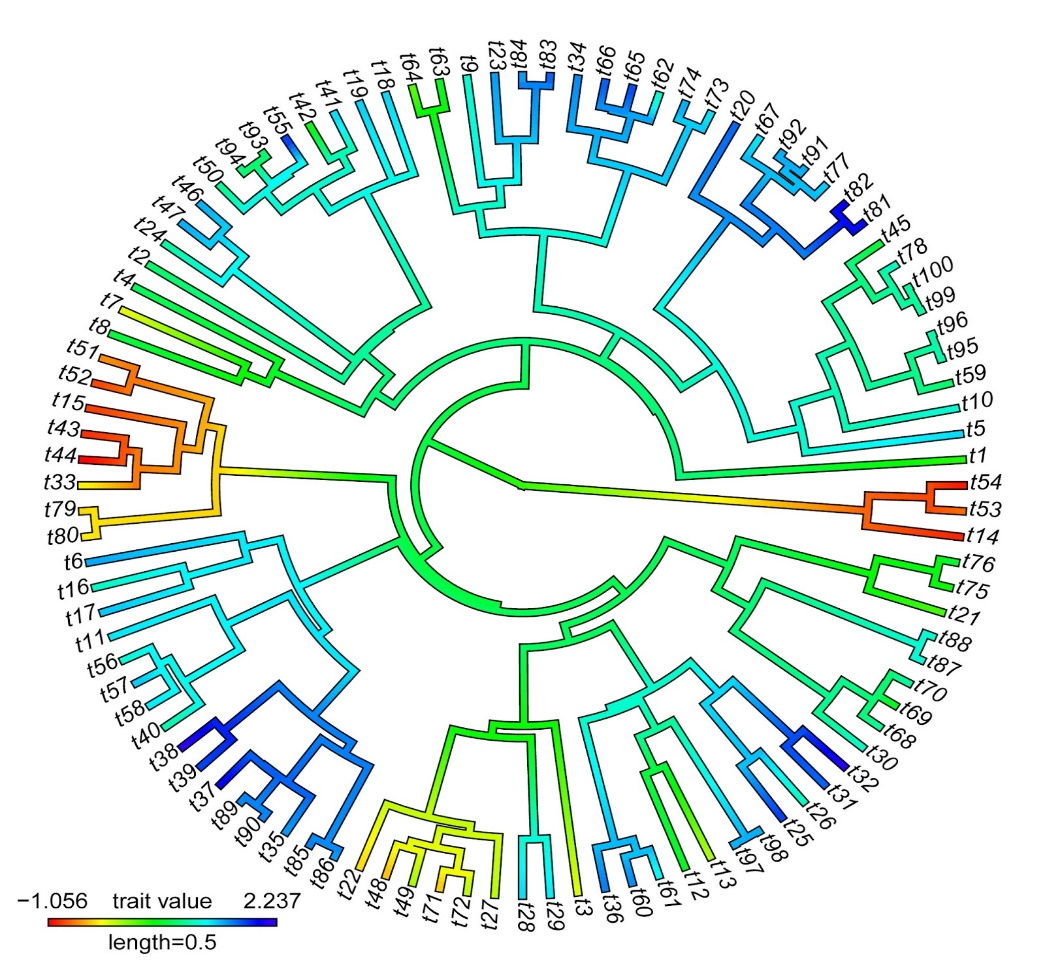 t64
t63
t9
t23
t84
t83
t34
t66
t65
t62
t74
t73
t20
t67
t92
t91
t77
t82
t81
t45
t78
t100
t99
t96
t95
t59
t10
t5
t1
t54
t53
t14
t76
t75
t21
t88
t87
t70
t69
t68
t30
t32
t31
t26
t25
t98
t97
t13
t12
t61
t60
t36
t3
t29
t28
t27
t72
t71
t49
t48
t22
t86
t85
t35
t90
t89
t37
t39
t38
t40
t58
t57
t56
t11
t17
t16
t6
t80
t79
t33
t44
t43
t15
t52
t51
t8
t7
t4
t2
t24
t47
t46
t50
t94
t93
t55
t42
t41
t19
t18
−1.056 trait value 2.237
length=0.5